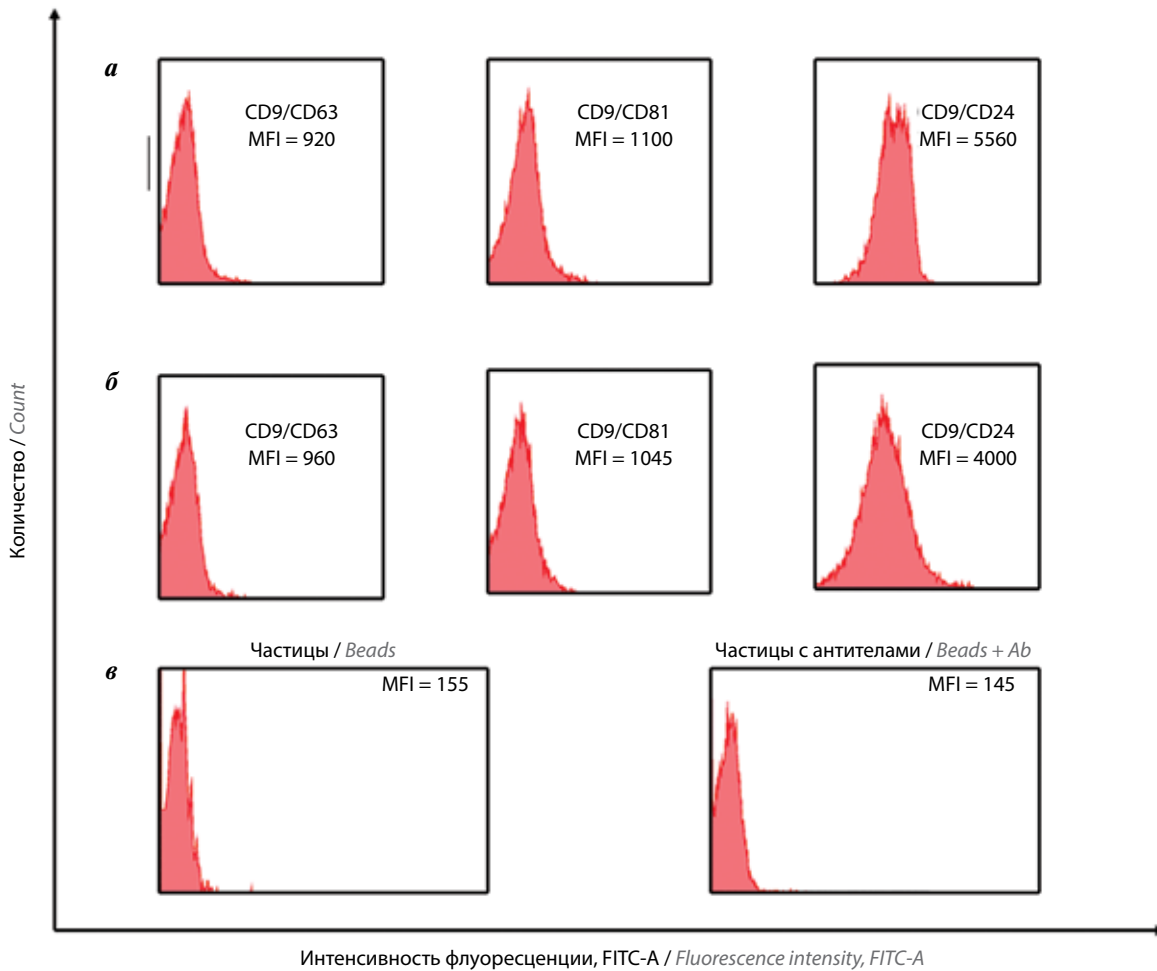 а
CD9/CD63
MFI = 920
CD9/CD81
MFI = 1100
CD9/CD24
MFI = 5560
б
CD9/CD63
MFI = 960
CD9/CD81
MFI = 1045
CD9/CD24
MFI = 4000
Количество / Count
в
Частицы / Beads
MFI = 155
Частицы с антителами / Beads + Ab
MFI = 145
Интенсивность флуоресценции, FITC-A / Fluorescence intensity, FITC-A